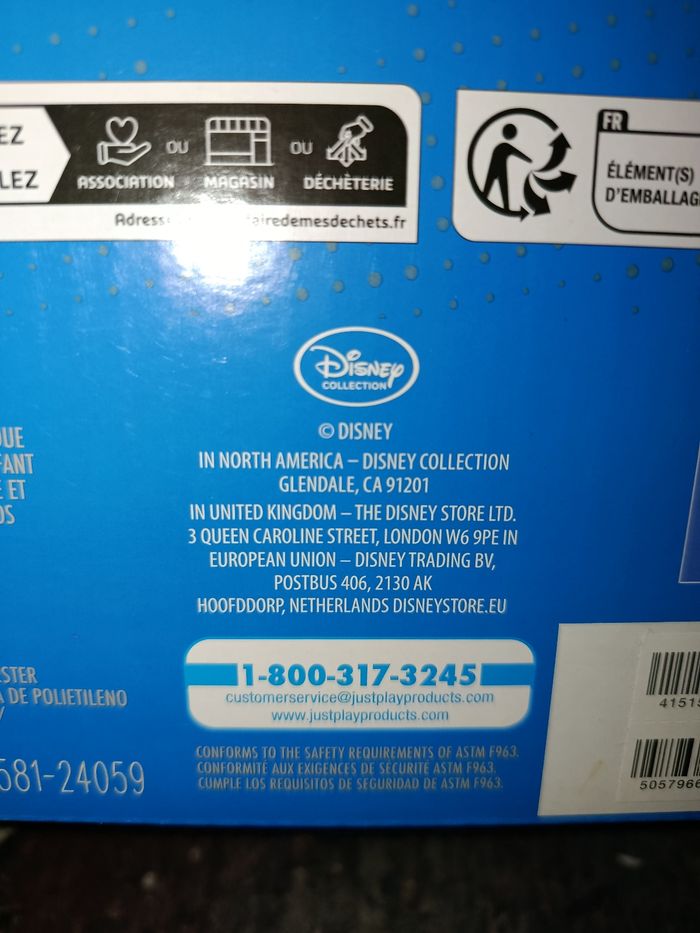 EZ
LEZ
OU
OU
ASSOCIATION
MAGASIN
DÉCHÈTERIE
airedemesdechets.fr
FR
ÉLÉMENT(S)
D'EMBALLAG
Disney
COLLECTION
© DISNEY
IN NORTH AMERICA – DISNEY COLLECTION
GLENDALE, CA 91201
IN UNITED KINGDOM – THE DISNEY STORE LTD.
3 QUEEN CAROLINE STREET, LONDON W6 9PE IN
EUROPEAN UNION – DISNEY TRADING BV,
POSTBUS 406, 2130 AK
HOOFDDORP, NETHERLANDS DISNEYSTORE.EU
UE
FANT
E ET
OS
1-800-317-3245
customerservice@justplayproducts.com
www.justplayproducts.com
STER
A DE POLIETILENO
CONFORMS TO THE SAFETY REQUIREMENTS OF ASTM F963.
CONFORMITÉ AUX EXIGENCES DE SÉCURITÉ ASTM F963.
CUMPLE LOS REQUISITOS DE SEGURIDAD DE ASTM F963.
581-24059
4151
505796